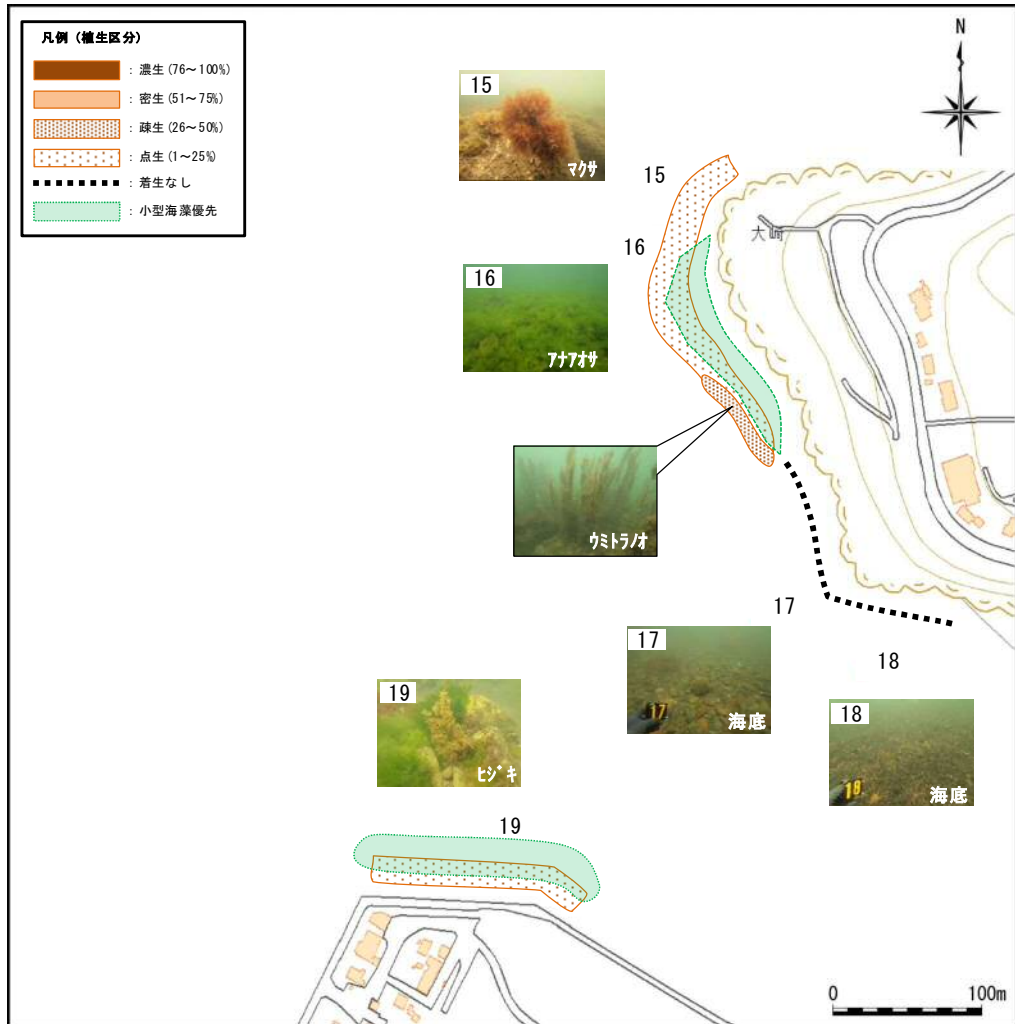 凡例 (植生区分)
: 濃生 (76～100%)
: 密生 (51～75%)
: 疎生 (26～50%)
: 点生 (1～25%)
: 着生なし
: 小型海藻優先
N
15
マクサ
15
16
大
16
アナアオサ
ウミトラノオ
17
18
17
17
海底
18
18
海底
19
ヒジキ
19
0
100m